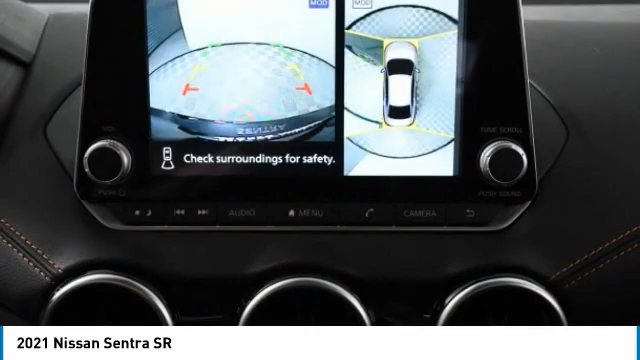 MOD
MOD
Check surroundings for safety.
VOL
TUNE·SCROLL
PUSH
PUSH SOUND
AUDIO
MENU
CAMERA
2021 Nissan Sentra SR